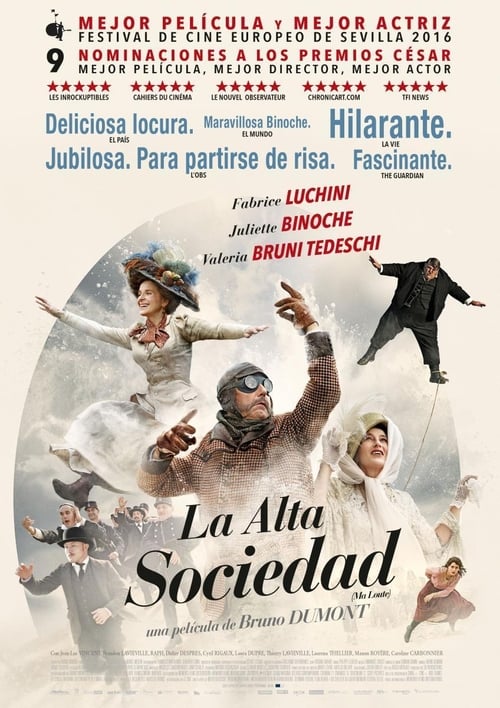 MEJOR PELÍCULA Y MEJOR ACTRIZ
FESTIVAL DE CINE EUROPEO DE SEVILLA 2016
9 NOMINACIONES A LOS PREMIOS CÉSAR
MEJOR PELÍCULA, MEJOR DIRECTOR, MEJOR ACTOR
★★★★★ ★★★★★ ★★★★★ ★★★★★ ★★★★★
LES INROCKUPTIBLES CAHIERS DU CINÉMA LE NOUVEL OBSERVATEUR CHRONICART.COM TFI NEWS
Deliciosa locura. Maravillosa Binoche. Hilarante.
EL PAÍS EL MUNDO LA VIE
Jubilosa. Para partirse de risa. Fascinante.
L'OBS THE GUARDIAN
Fabrice LUCHINI
Juliette BINOCHE
Valeria BRUNI TEDESCHI
La Alta
Sociedad
(Ma Loute)
una película de Bruno DUMONT